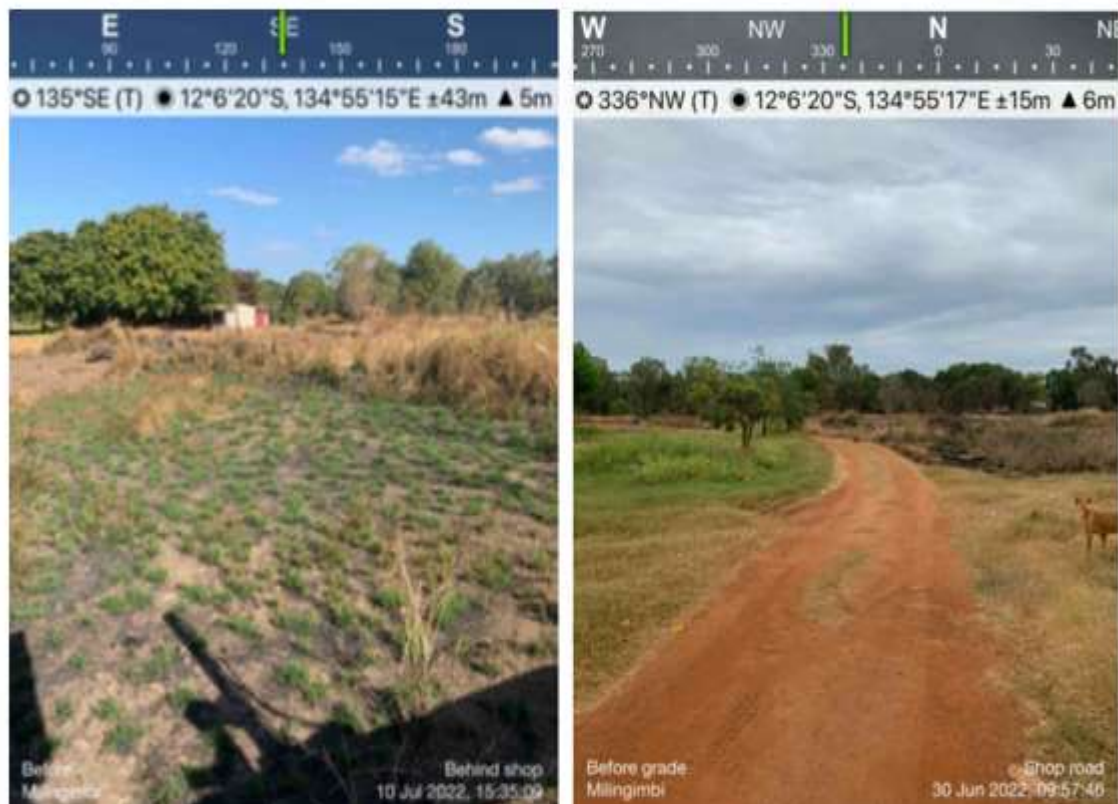 E SE S
90 120 150 180
135°SE (T) 12°6'20"S, 134°55'15"E ±43m ▲ 5m
Before
Milingimbi
Behind shop
10 Jul 2022, 15:35:09
W NW N NE
270 300 330 0 30
336°NW (T) 12°6'20"S, 134°55'17"E ±15m ▲ 6m
Before grade
Milingimbi
Shop road
30 Jun 2022, 09:57:46